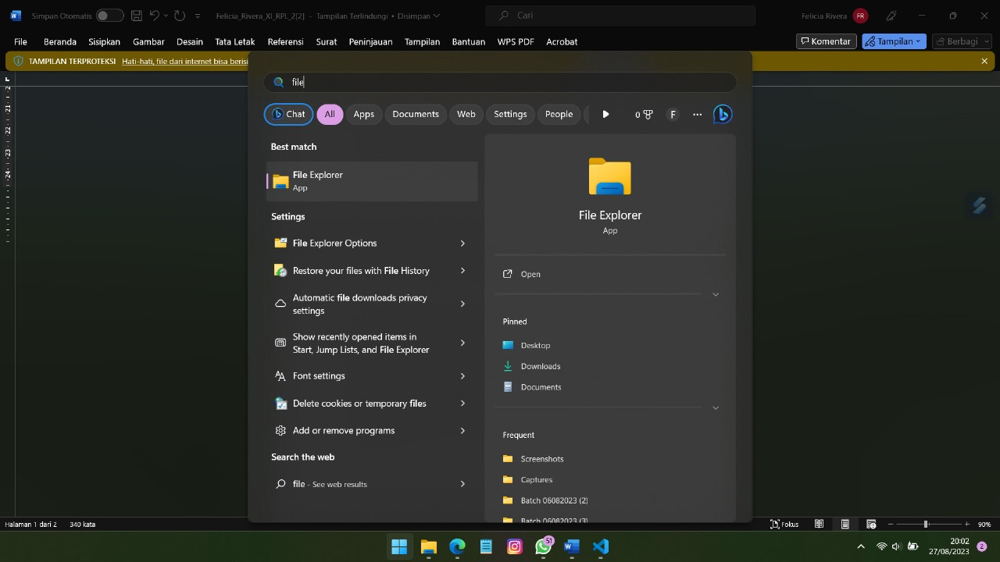 Simpan Otomatis
Felicia_Rivera_XI_RPL_2[2] - Tampilan Terlindungi • Disimpan
Cari
Felicia Rivera
FR
File
Beranda
Sisipkan
Gambar
Desain
Tata Letak
Referensi
Surat
Peninjauan
Tampilan
Bantuan
WPS PDF
Acrobat
Komentar
Tampilan
Berbagi
TAMPILAN TERPROTEKSI
Hati-hati, file dari internet bisa berisi
file
Chat
All
Apps
Documents
Web
Settings
People
0
F
Best match
File Explorer
App
Settings
File Explorer Options
Restore your files with File History
Automatic file downloads privacy
settings
Show recently opened items in
Start, Jump Lists, and File Explorer
Font settings
Delete cookies or temporary files
Add or remove programs
Search the web
file - See web results
File Explorer
App
Open
Pinned
Desktop
Downloads
Documents
Frequent
Screenshots
Captures
Batch 06082023 (2)
Batch 06082023 (3)
21
22
23
24
Halaman 1 dari 2
340 kata
Fokus
90%
51
20:02
27/08/2023
2